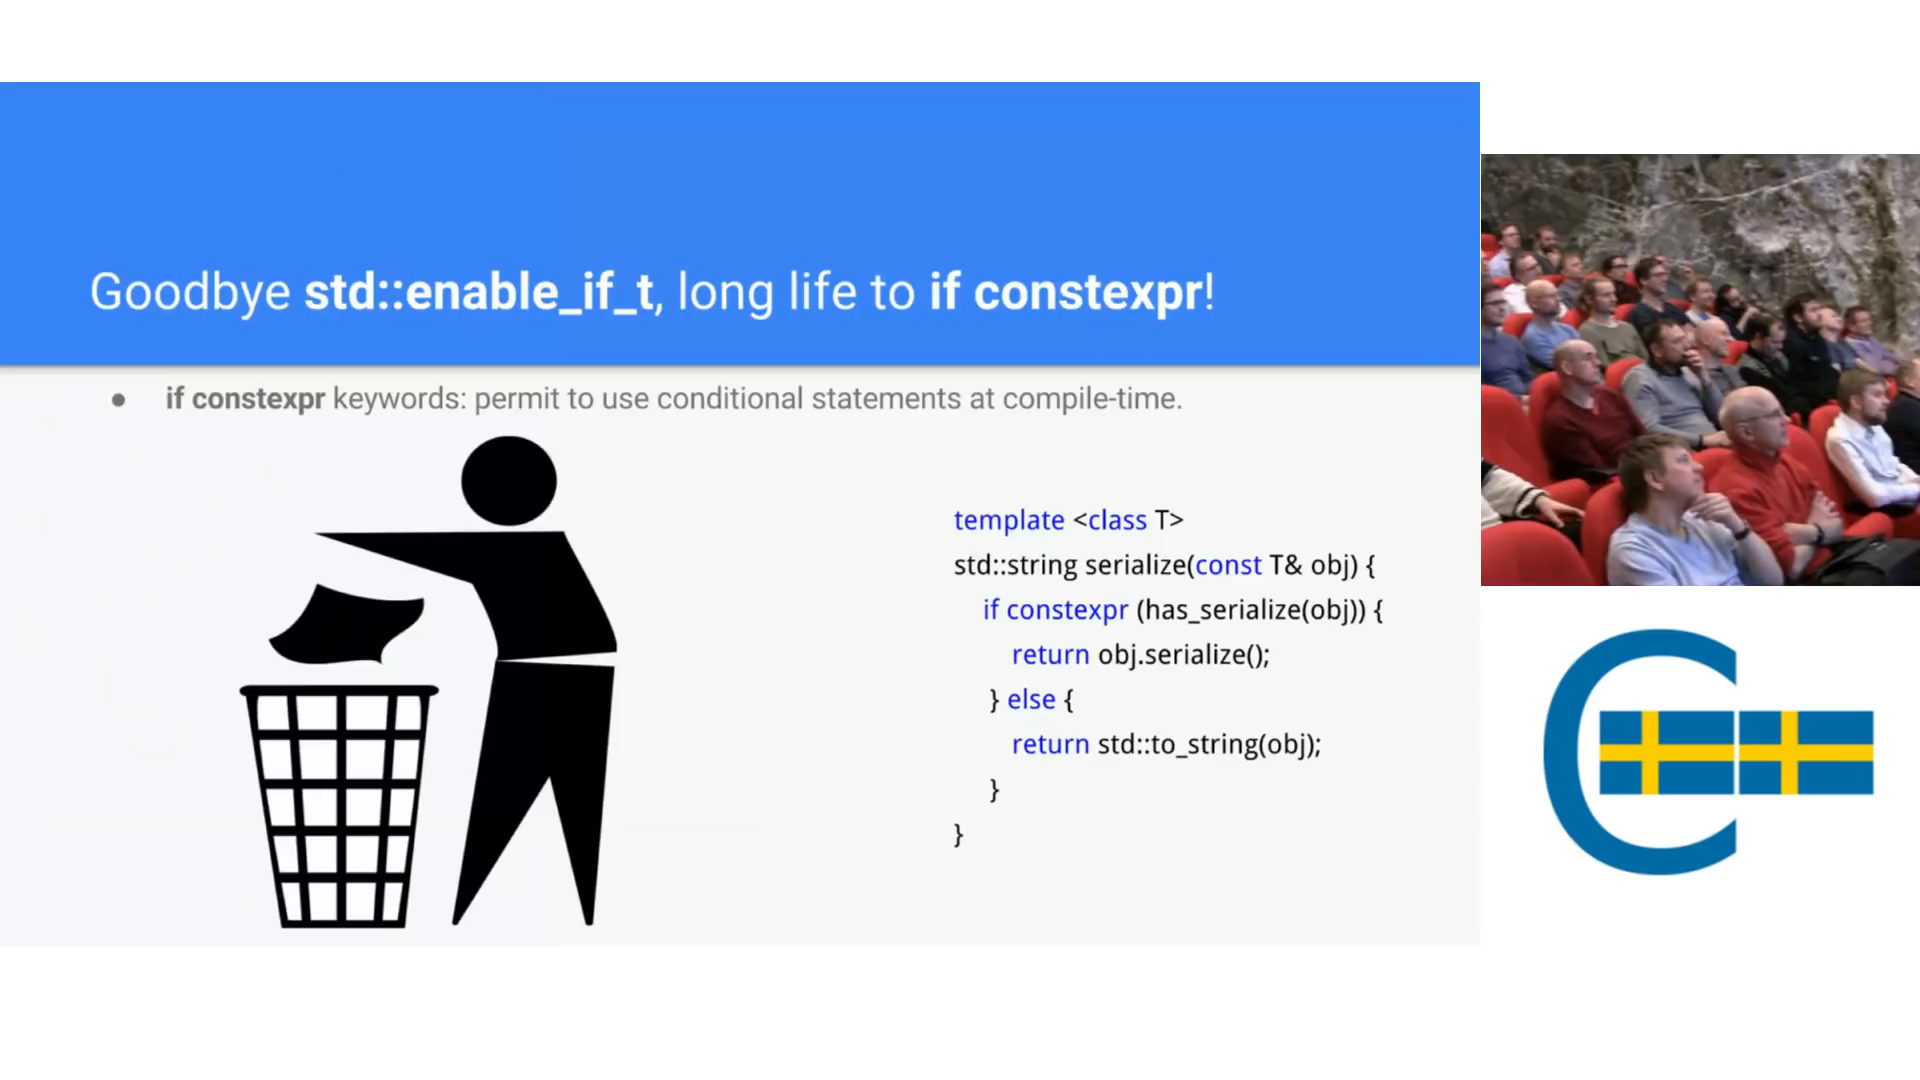 Goodbye std::enable_if_t, long life to if constexpr!
● if constexpr keywords: permit to use conditional statements at compile-time.
template <class T>
std::string serialize(const T& obj) {
if constexpr (has_serialize(obj)) {
return obj.serialize();
} else {
return std::to_string(obj);
}
}
C